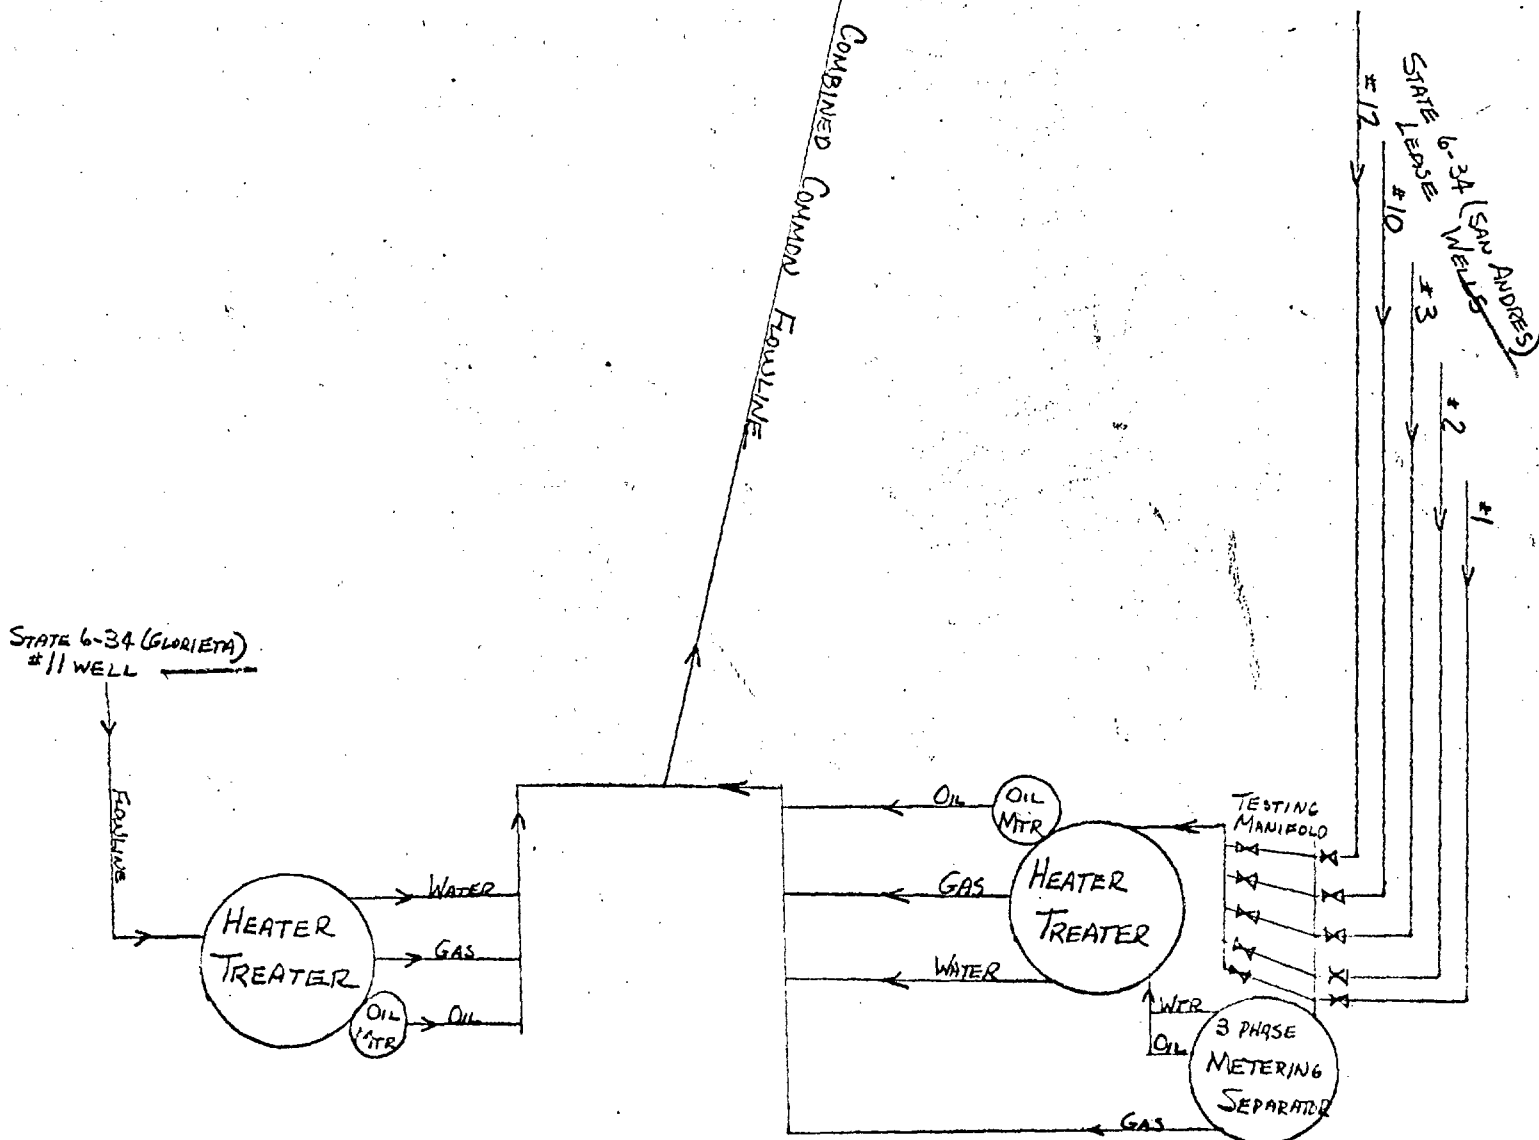 COMBINED COMMON FLOWLINE
STATE 6-34 (SAN ANDRES)
LEASE WELLS
#12
#10
#3
#2
#1
STATE 6-34 (GLORIETA)
#11 WELL
FLOWLINE
HEATER
TREATER
WATER
GAS
OIL
MTR
OIL
OIL
OIL
MTR
HEATER
TREATER
GAS
WATER
TESTING
MANIFOLD
WTR
OIL
3 PHASE
METERING
SEPARATOR
GAS